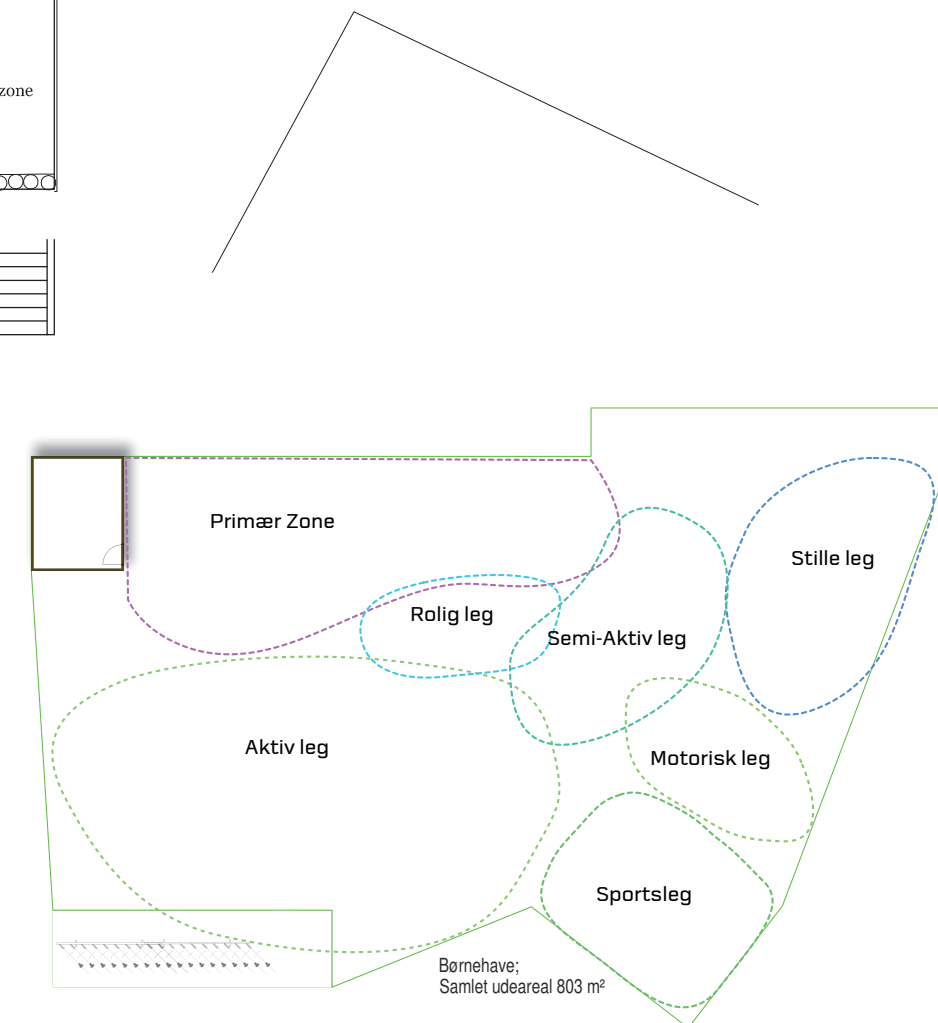 zone
Primær Zone
Stille leg
Rolig leg
Semi-Aktiv leg
Aktiv leg
Motorisk leg
Sportsleg
Børnehave;
Samlet udeareal 803 m²